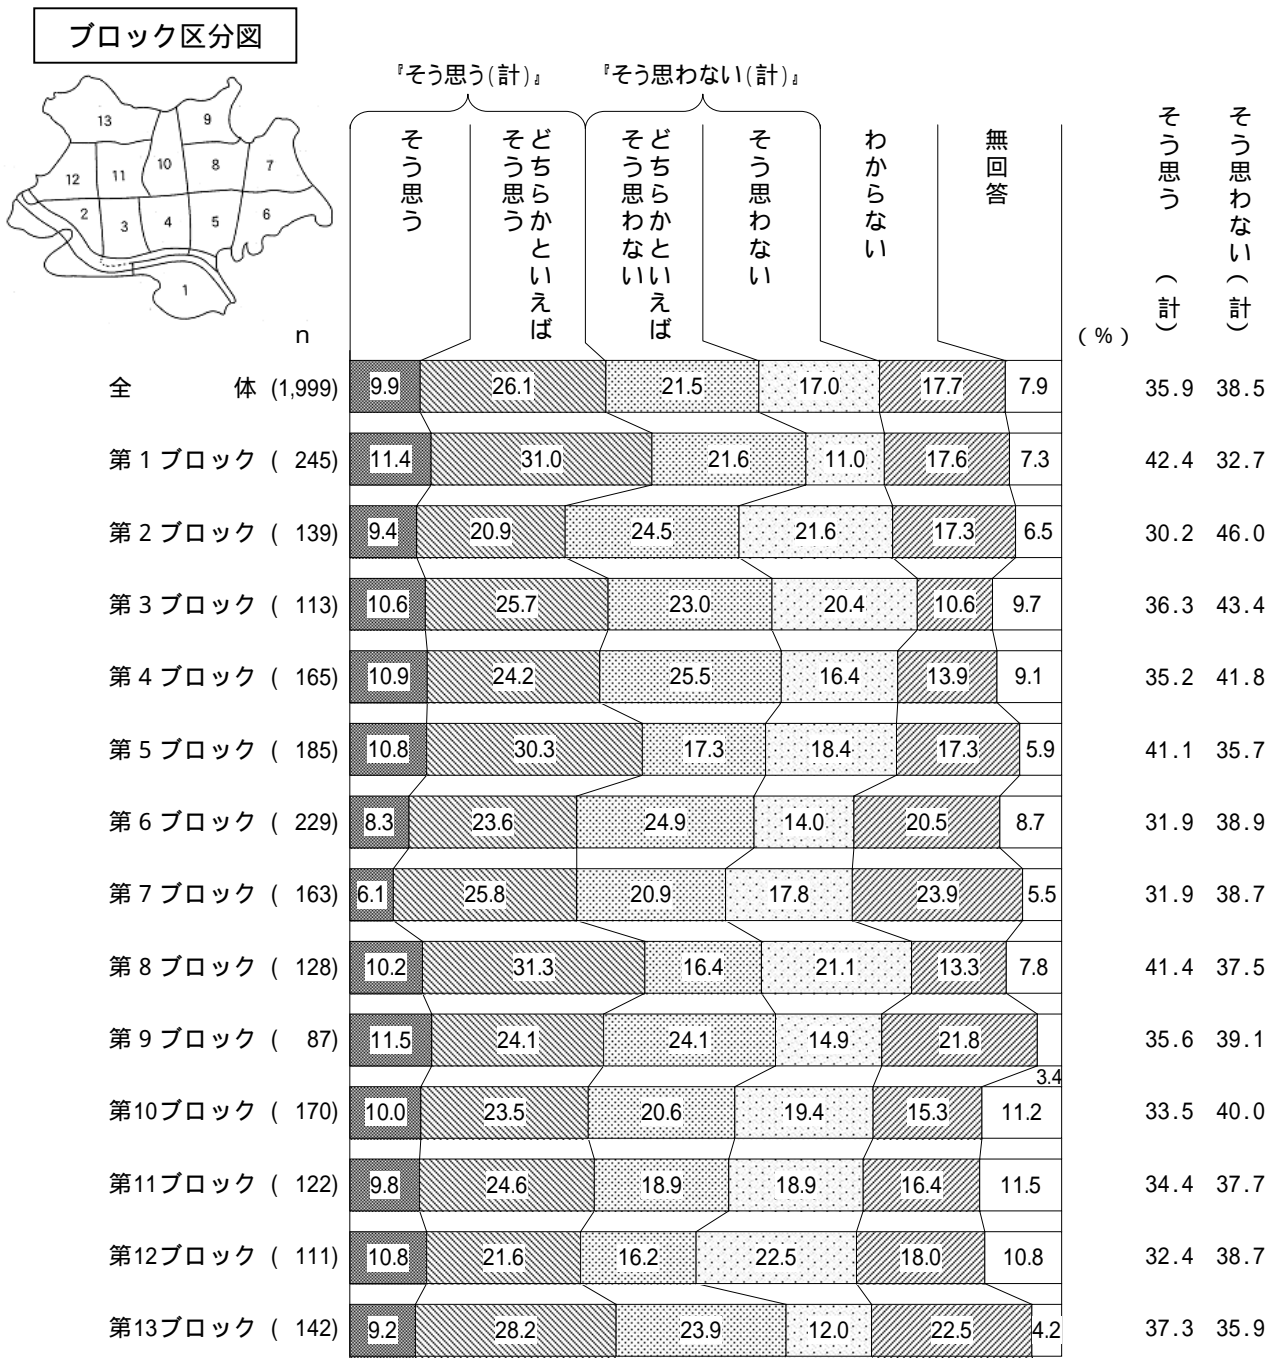 ブロック区分図
13
9
10
8
7
12
11
2
3
4
5
6
1
『そう思う(計)』
『そう思わない(計)』
そう思う
どちらかといえば
そう思う
どちらかといえば
そう思わない
そう思わない
わからない
無回答
そう思う (計)
そう思わない(計)
n
(%)
全 体 (1,999) 9.9 26.1 21.5 17.0 17.7 7.9 35.9 38.5
第1ブロック ( 245) 11.4 31.0 21.6 11.0 17.6 7.3 42.4 32.7
第2ブロック ( 139) 9.4 20.9 24.5 21.6 17.3 6.5 30.2 46.0
第3ブロック ( 113) 10.6 25.7 23.0 20.4 10.6 9.7 36.3 43.4
第4ブロック ( 165) 10.9 24.2 25.5 16.4 13.9 9.1 35.2 41.8
第5ブロック ( 185) 10.8 30.3 17.3 18.4 17.3 5.9 41.1 35.7
第6ブロック ( 229) 8.3 23.6 24.9 14.0 20.5 8.7 31.9 38.9
第7ブロック ( 163) 6.1 25.8 20.9 17.8 23.9 5.5 31.9 38.7
第8ブロック ( 128) 10.2 31.3 16.4 21.1 13.3 7.8 41.4 37.5
第9ブロック ( 87) 11.5 24.1 24.1 14.9 21.8 3.4 35.6 39.1
第10ブロック ( 170) 10.0 23.5 20.6 19.4 15.3 11.2 33.5 40.0
第11ブロック ( 122) 9.8 24.6 18.9 18.9 16.4 11.5 34.4 37.7
第12ブロック ( 111) 10.8 21.6 16.2 22.5 18.0 10.8 32.4 38.7
第13ブロック ( 142) 9.2 28.2 23.9 12.0 22.5 4.2 37.3 35.9